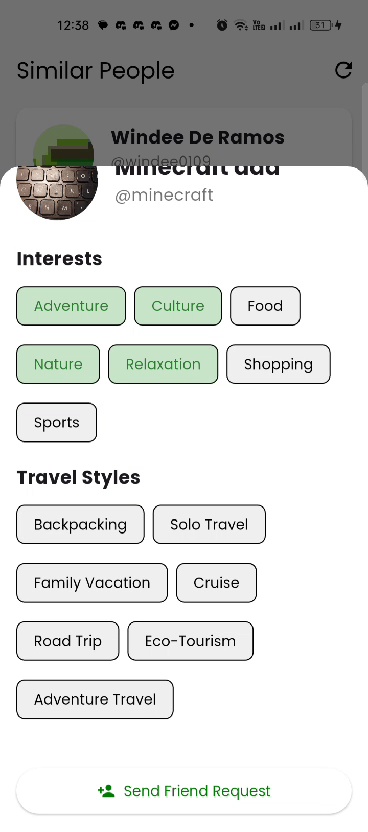 12:38
31
Similar People
Windee De Ramos
@windee0109
Minecraft
@minecraft
Interests
Adventure Culture Food
Nature Relaxation Shopping
Sports
Travel Styles
Backpacking Solo Travel
Family Vacation Cruise
Road Trip Eco-Tourism
Adventure Travel
Send Friend Request